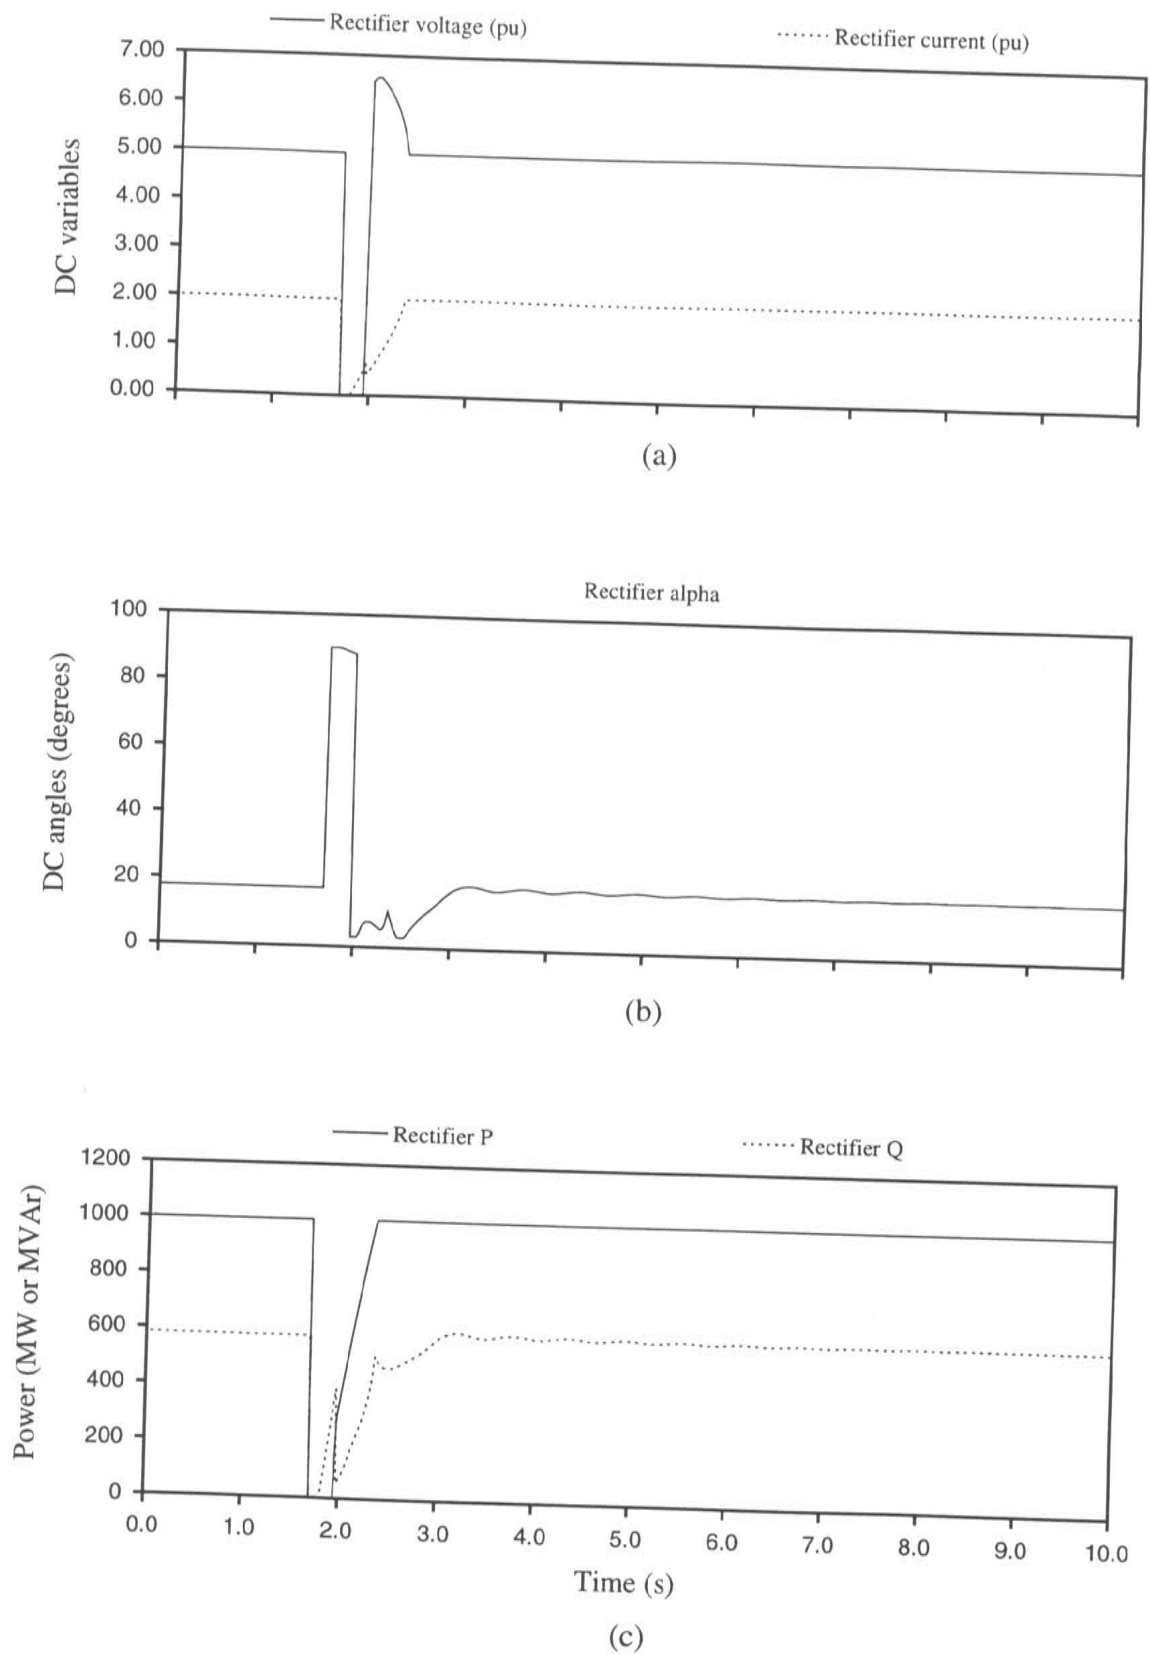 Rectifier voltage (pu) Rectifier current (pu)
7.00
6.00
5.00
4.00
3.00
2.00
1.00
0.00
DC variables
(a)
Rectifier alpha
100
80
60
40
20
0
DC angles (degrees)
(b)
Rectifier P Rectifier Q
1200
1000
800
600
400
200
0
Power (MW or MVAr)
0.0 1.0 2.0 3.0 4.0 5.0 6.0 7.0 8.0 9.0 10.0
Time (s)
(c)